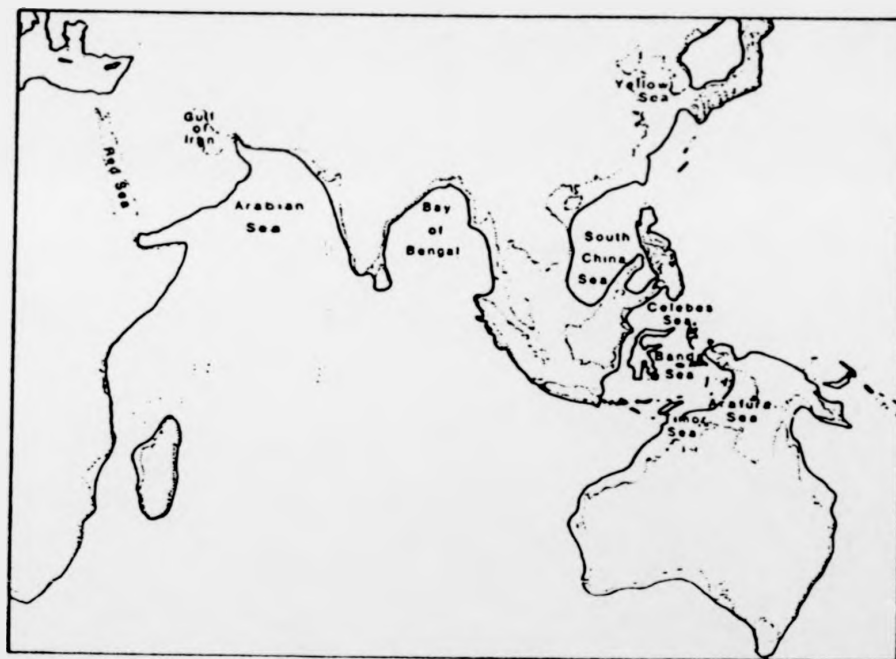 Yellow
Sea
Gulf
of
Iran
Red Sea
Arabian
Sea
Bay
of
Bengal
South
China
Sea
Celebes
Sea
Banda
Sea
Arafura
Sea
Timor
Sea